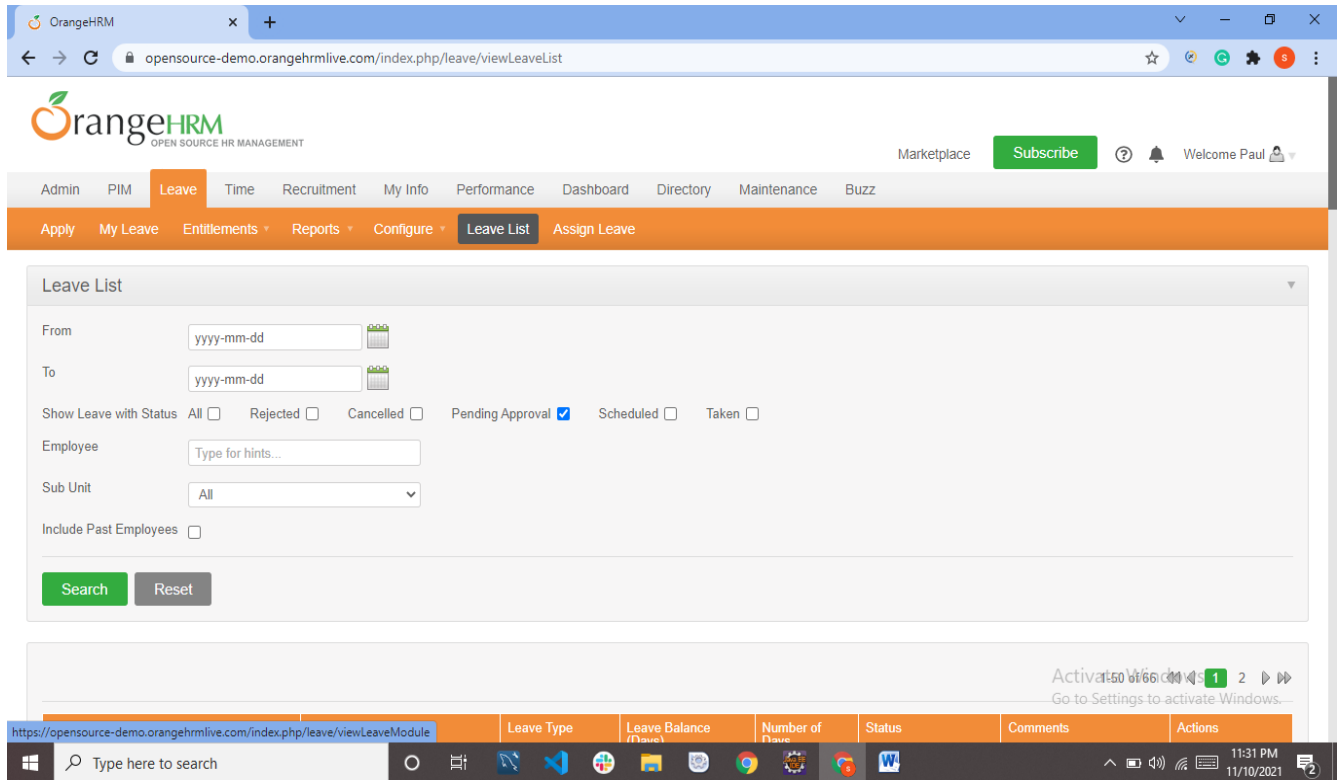 OrangeHRM
opensource-demo.orangehrmlive.com/index.php/leave/viewLeaveList
OrangeHRM
OPEN SOURCE HR MANAGEMENT
Marketplace Subscribe Welcome Paul
Admin PIM Leave Time Recruitment My Info Performance Dashboard Directory Maintenance Buzz
Apply My Leave Entitlements Reports Configure Leave List Assign Leave
Leave List
From yyyy-mm-dd
To yyyy-mm-dd
Show Leave with Status All Rejected Cancelled Pending Approval Scheduled Taken
Employee Type for hints...
Sub Unit All
Include Past Employees
Search Reset
Activate Windows
1-50 of 66 1 2
Go to Settings to activate Windows.
Leave Type Leave Balance (Days) Number of Days Status Comments Actions
https://opensource-demo.orangehrmlive.com/index.php/leave/viewLeaveModule
Type here to search
11:31 PM
11/10/2021
2